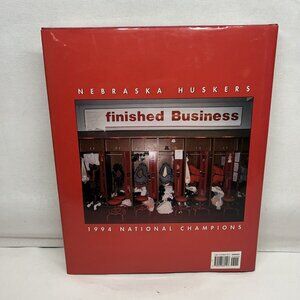 NEBRASKA HUSKERS
finished Business
1994 NATIONAL CHAMPIONS